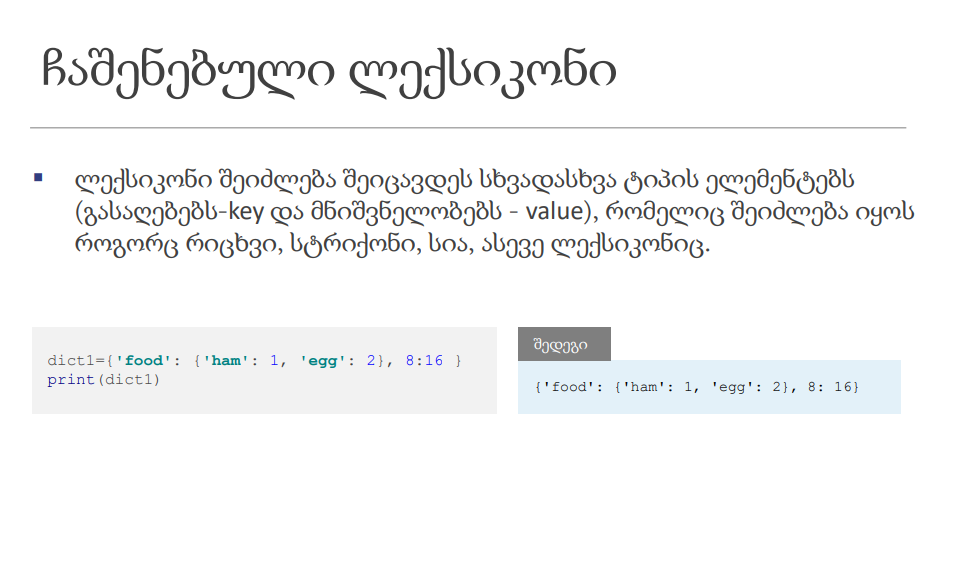 ჩაშენებული ლექსიკონი
ლექსიკონი შეიძლება შეიცავდეს სხვადასხვა ტიპის ელემენტებს
(გასაღებებს-key და მნიშვნელობებს - value), რომელიც შეიძლება იყოს
როგორც რიცხვი, სტრიქონი, სია, ასევე ლექსიკონიც.
dict1={'food': {'ham': 1, 'egg': 2}, 8:16 }
print(dict1)
შედეგი
{'food': {'ham': 1, 'egg': 2}, 8: 16}